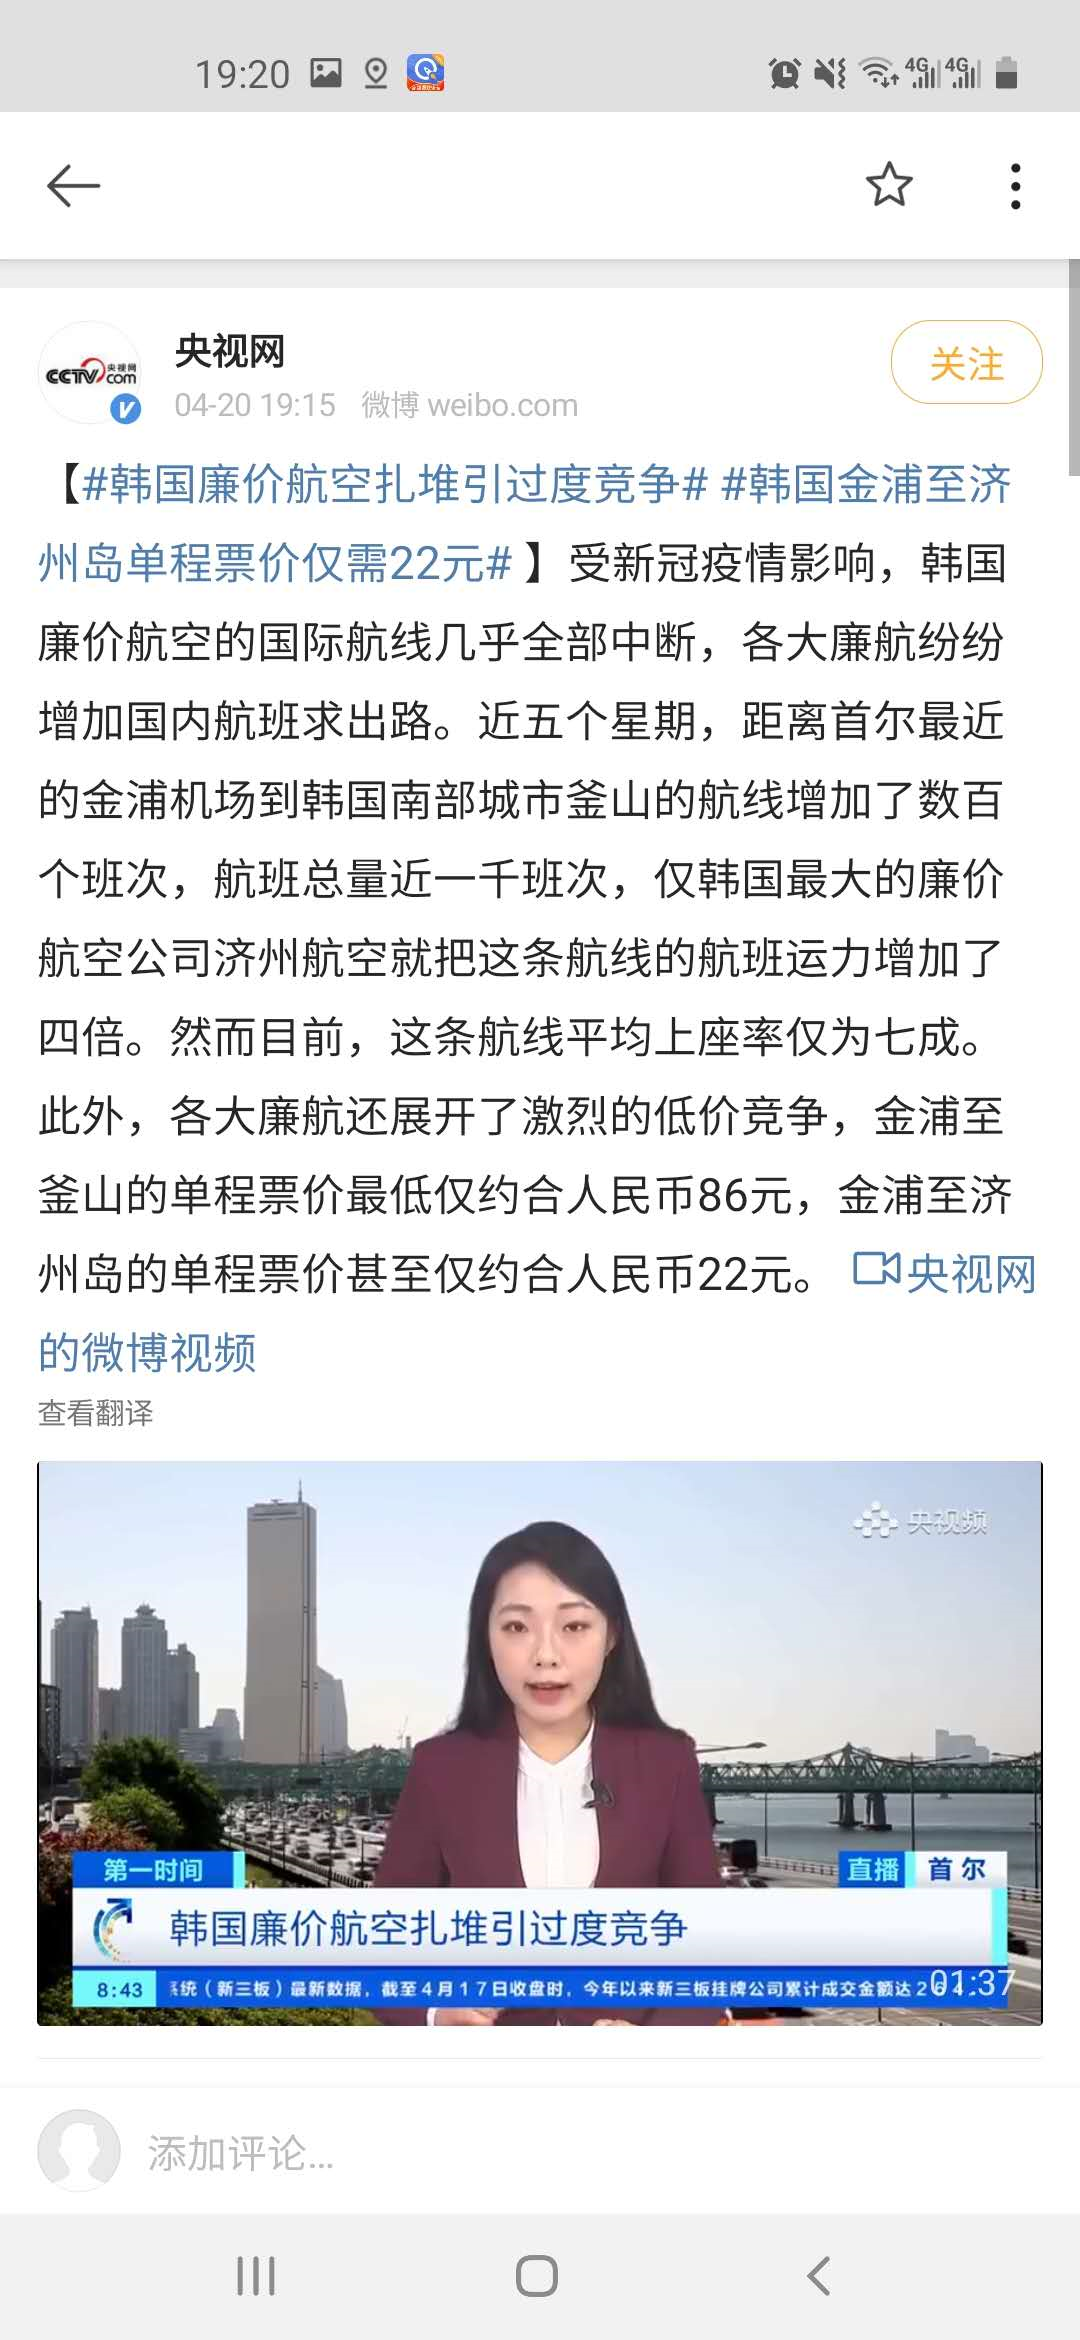 19:20
4G 4G
央视网
04-20 19:15 微博 weibo.com
关注
CCTV 央视网 com
【#韩国廉价航空扎堆引过度竞争# #韩国金浦至济
州岛单程票价仅需22元# 】受新冠疫情影响，韩国
廉价航空的国际航线几乎全部中断，各大廉航纷纷
增加国内航班求出路。近五个星期，距离首尔最近
的金浦机场到韩国南部城市釜山的航线增加了数百
个班次，航班总量近一千班次，仅韩国最大的廉价
航空公司济州航空就把这条航线的航班运力增加了
四倍。然而目前，这条航线平均上座率仅为七成。
此外，各大廉航还展开了激烈的低价竞争，金浦至
釜山的单程票价最低仅约合人民币86元，金浦至济
州岛的单程票价甚至仅约合人民币22元。 央视网
的微博视频
查看翻译
央视频
第一时间
直播 首尔
韩国廉价航空扎堆引过度竞争
8:43 系统（新三板）最新数据，截至4月17日收盘时，今年以来新三板挂牌公司累计成交金额达
01:37
添加评论...